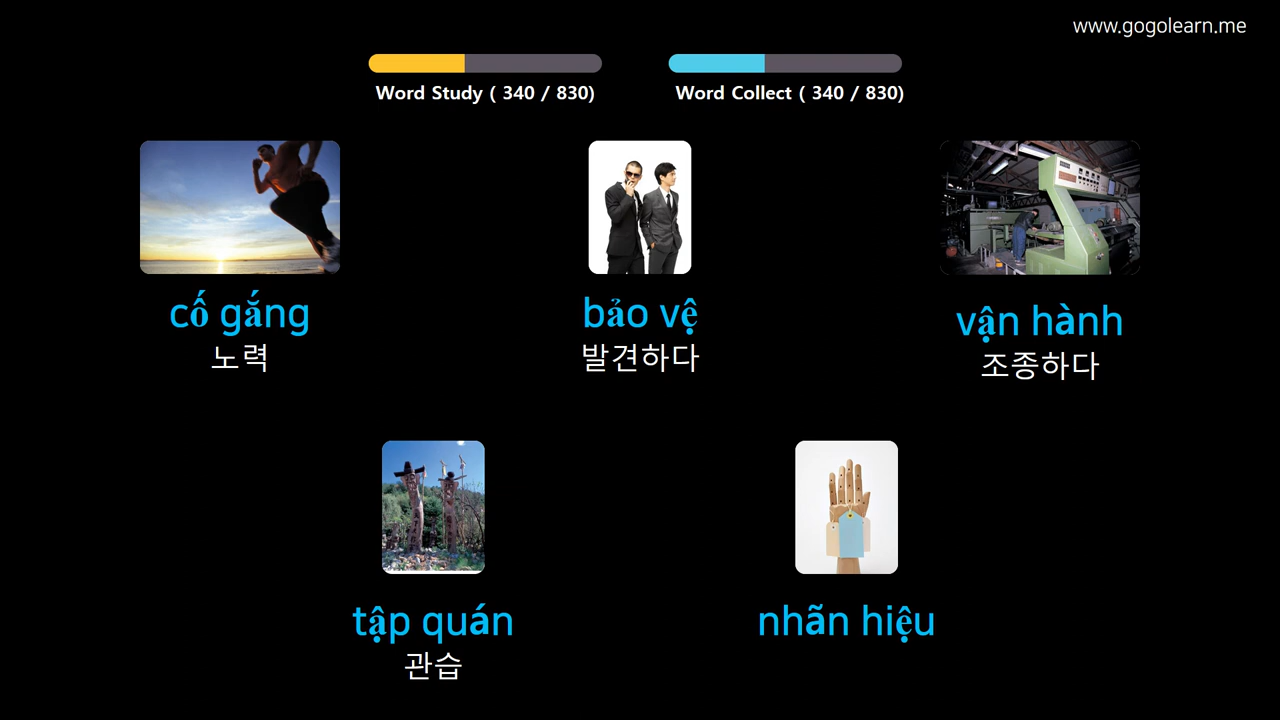 www.gogolearn.me
Word Study ( 340 / 830)
Word Collect ( 340 / 830)
cố gắng
노력
bảo vệ
발견하다
vận hành
조종하다
tập quán
관습
nhãn hiệu